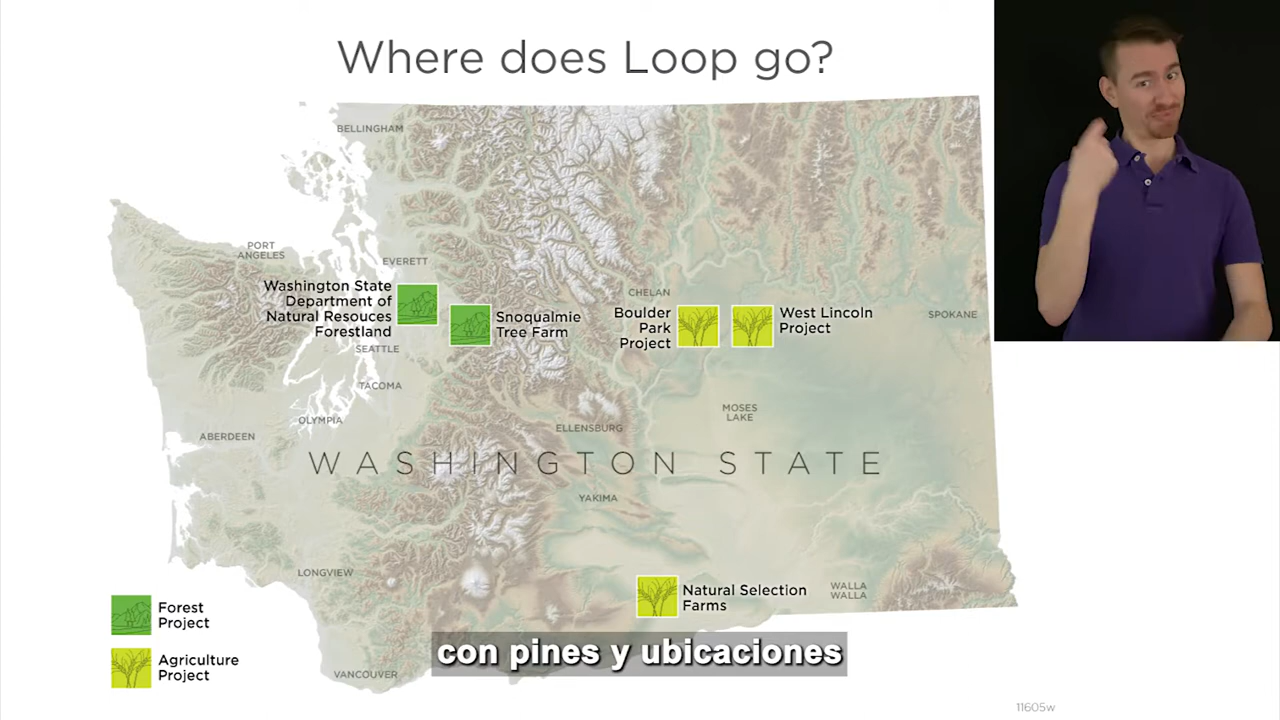 Where does Loop go?
BELLINGHAM
PORT
ANGELES
EVERETT
Washington State
Department of
Natural Resouces
Forestland
Snoqualmie
Tree Farm
CHELAN
Boulder
Park
Project
West Lincoln
Project
SPOKANE
SEATTLE
TACOMA
OLYMPIA
ABERDEEN
MOSES
LAKE
ELLENSBURG
WASHINGTON STATE
YAKIMA
LONGVIEW
Natural Selection
Farms
WALLA
WALLA
Forest
Project
Agriculture
Project
con pines y ubicaciones
VANCOUVER
11605w